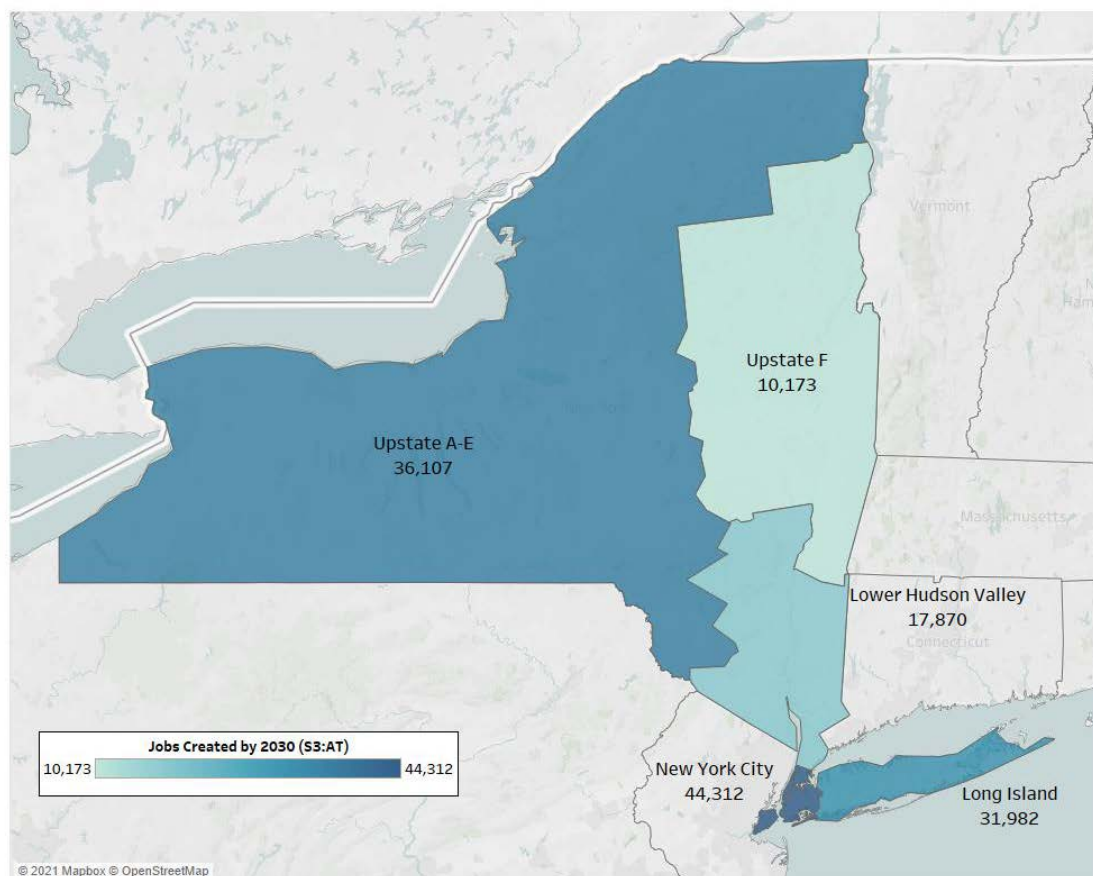 Vermont
Upstate F
10,173
Upstate A-E
36,107
Massachusetts
Lower Hudson Valley
17,870
Connecticut
Jobs Created by 2030 (S3:AT)
10,173
44,312
New York City
44,312
Long Island
31,982
© 2021 Mapbox © OpenStreetMap